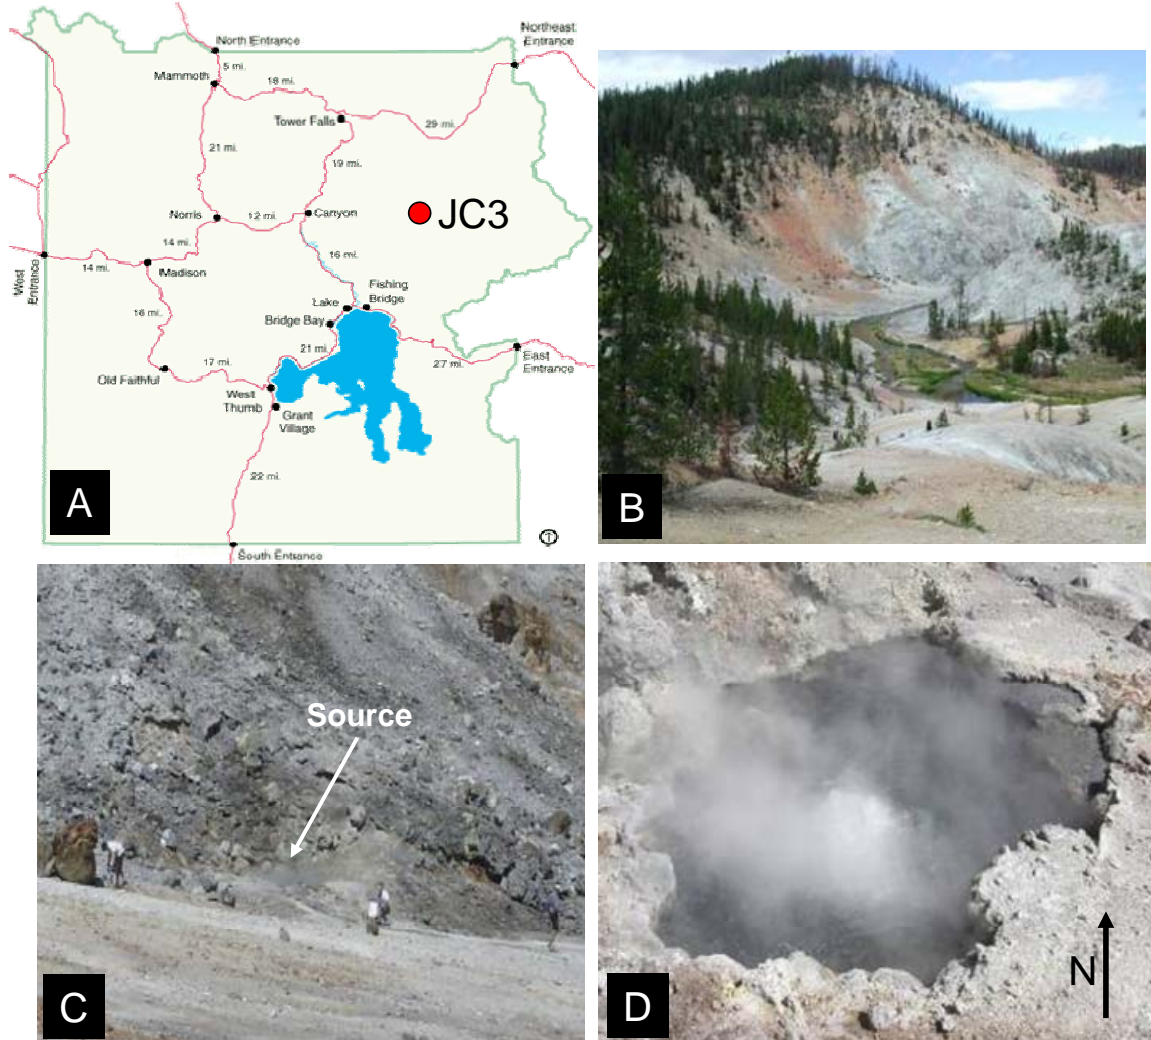 Northeast
Entrance
North Entrance
5 mi.
Mammoth
18 mi.
Tower Falls
29 mi.
21 mi.
19 mi.
JC3
Norris
12 mi.
Canyon
14 mi.
16 mi.
14 mi.
Madison
West
Entrance
Fishing
Bridge
Lake
Bridge Bay
16 mi.
21 mi.
27 mi.
East
Entrance
17 mi.
Old Faithful
West
Thumb
Grant
Village
22 mi.
South Entrance
A
B
Source
C
N
D